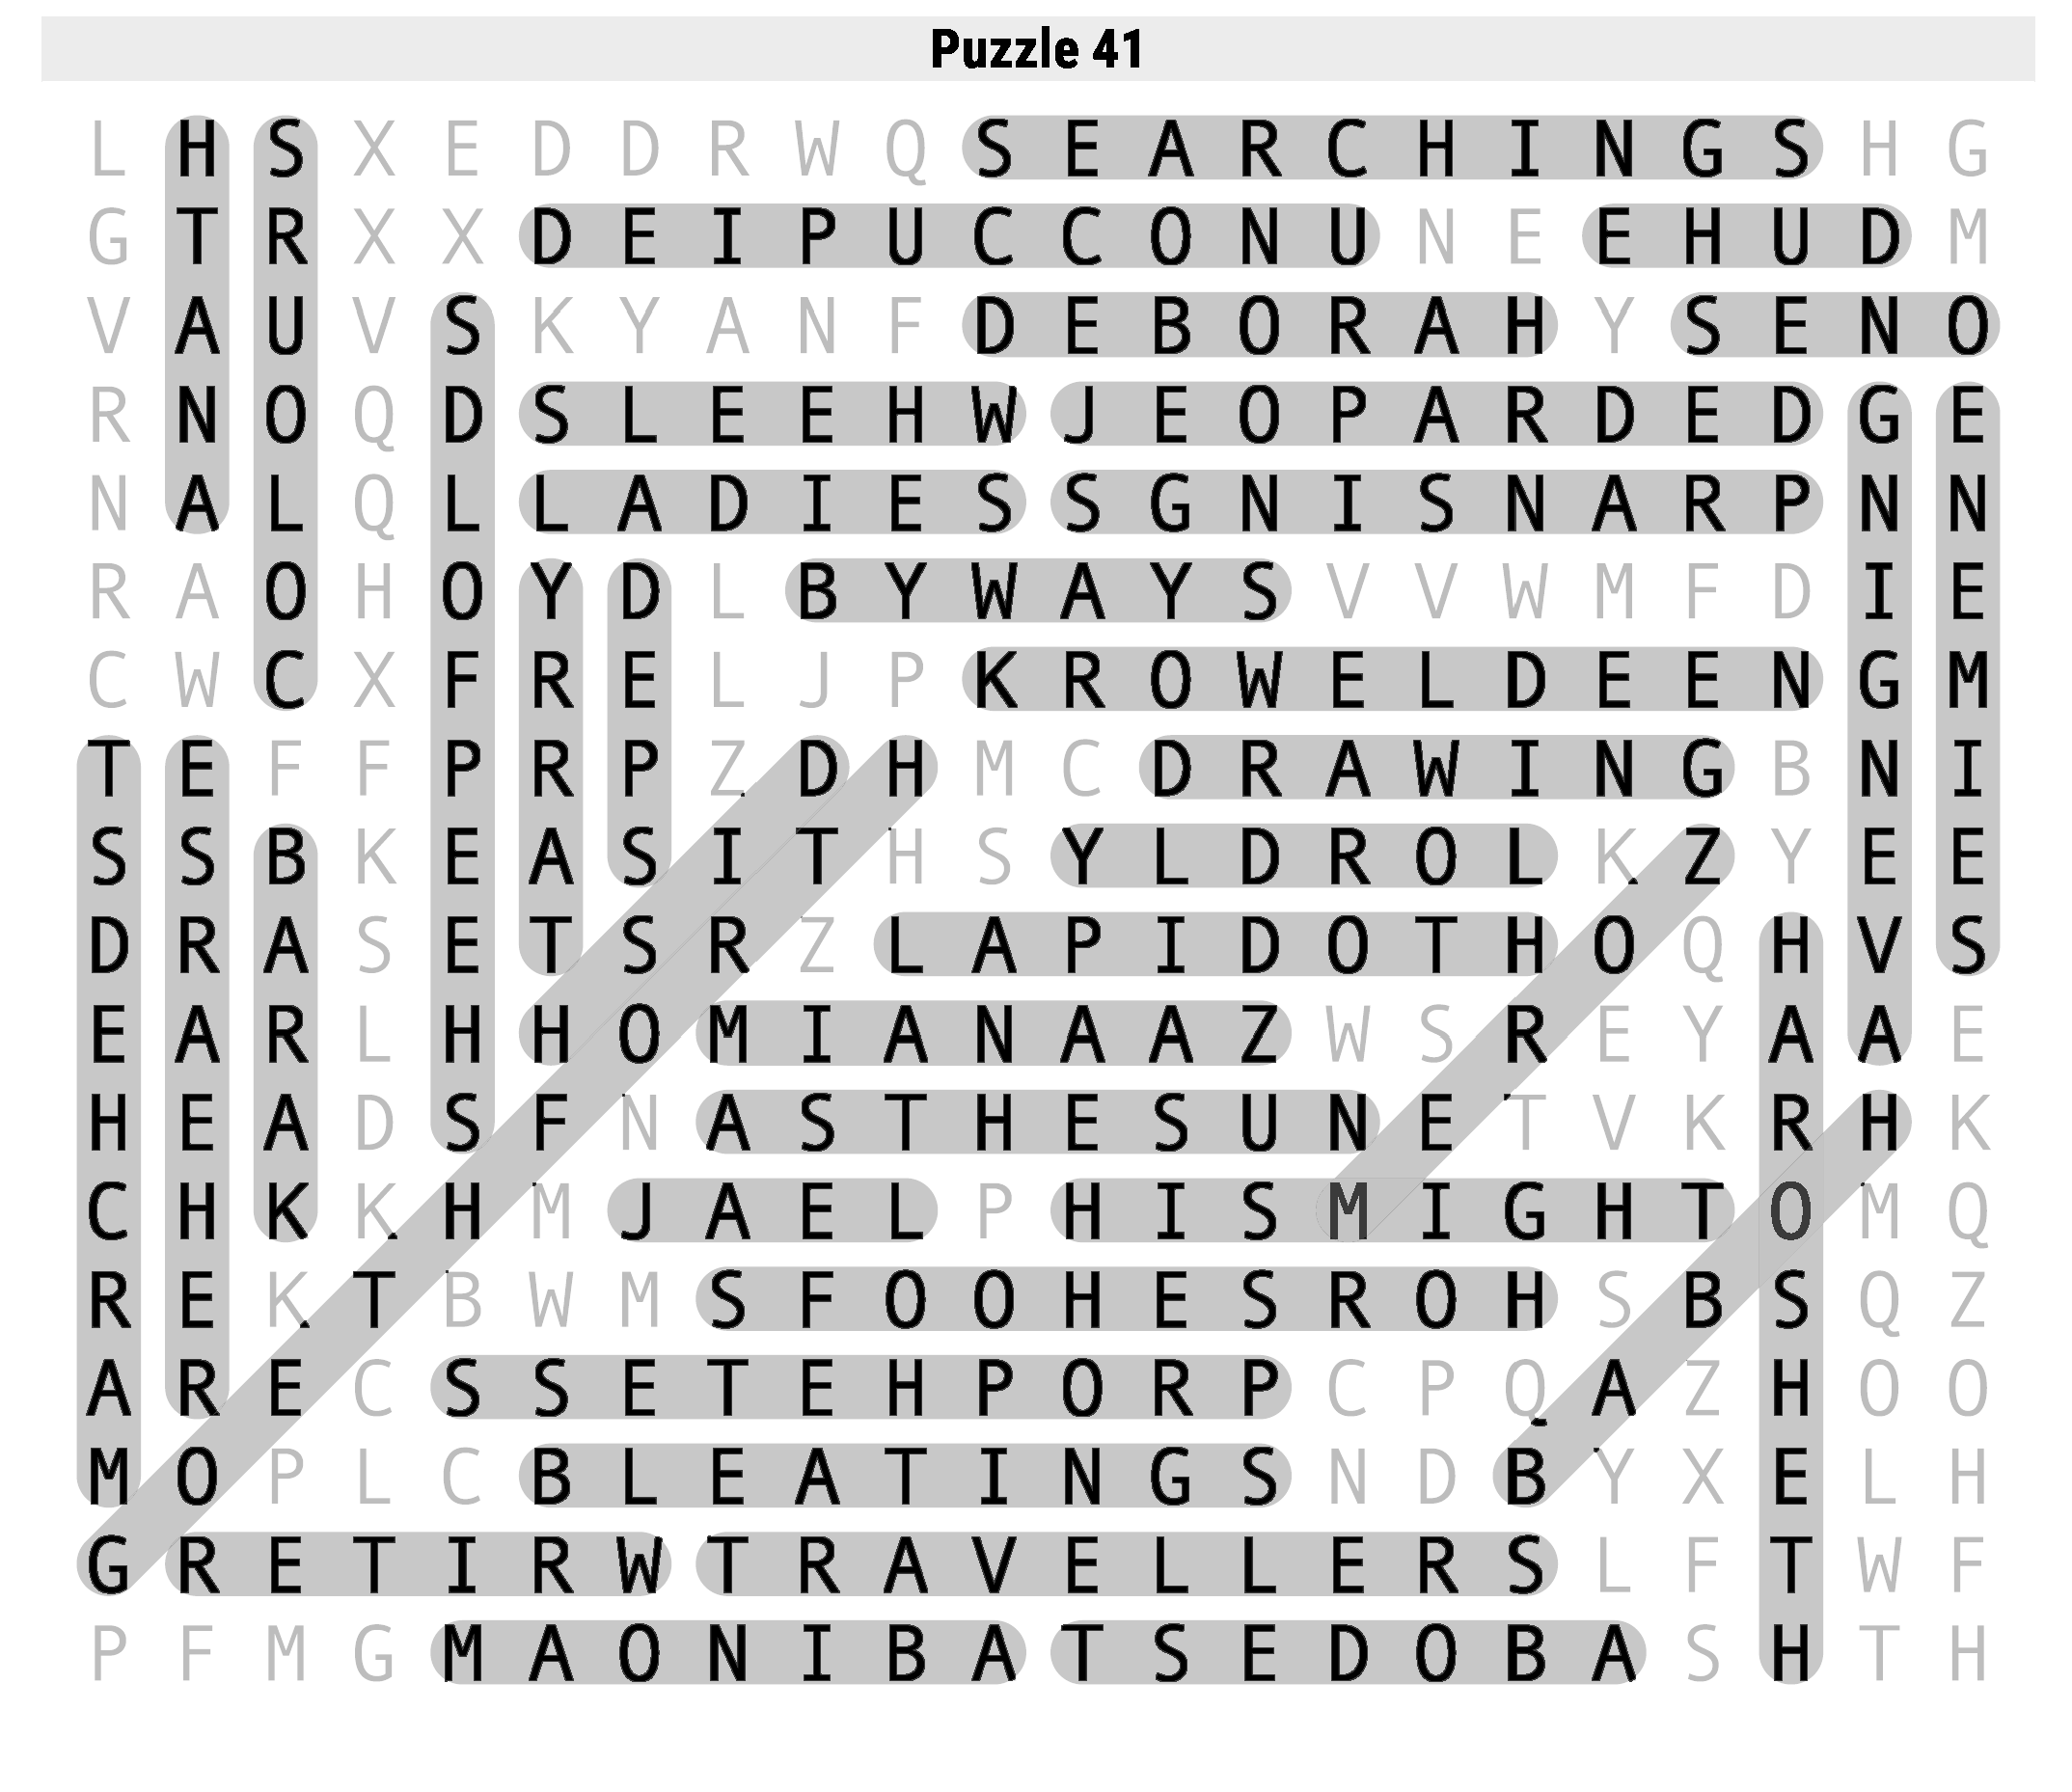 Puzzle 41
L H S X E D D R W Q S E A R C H I N G S H G
G T R X X D E I P U C C O N U N E E H U D M
V A U V S K Y A N F D E B O R A H Y S E N O
R N O Q D S L E E H W J E O P A R D E D G E
N A L Q L L A D I E S S G N I S N A R P N N
R A O H O Y D L B Y W A Y S V V W M F D I E
C W C X F R E L J P K R O W E L D E E N G M
T E F F P R P Z D H M C D R A W I N G B N I
S S B K E A S I T H S Y L D R O L K Z Y E E
D R A S E T S R Z L A P I D O T H O Q H V S
E A R L H H O M I A N A A Z W S R E Y A A E
H E A D S F N A S T H E S U N E T V K R H K
C H K K H M J A E L P H I S M I G H T O M Q
R E K T B W M S F O O H E S R O H S B S Q Z
A R E C S S E T E H P O R P C P Q A Z H O O
M O P L C B L E A T I N G S N D B Y X E L H
G R E T I R W T R A V E L L E R S L F T W F
P F M G M A O N I B A T S E D O B A S H T H